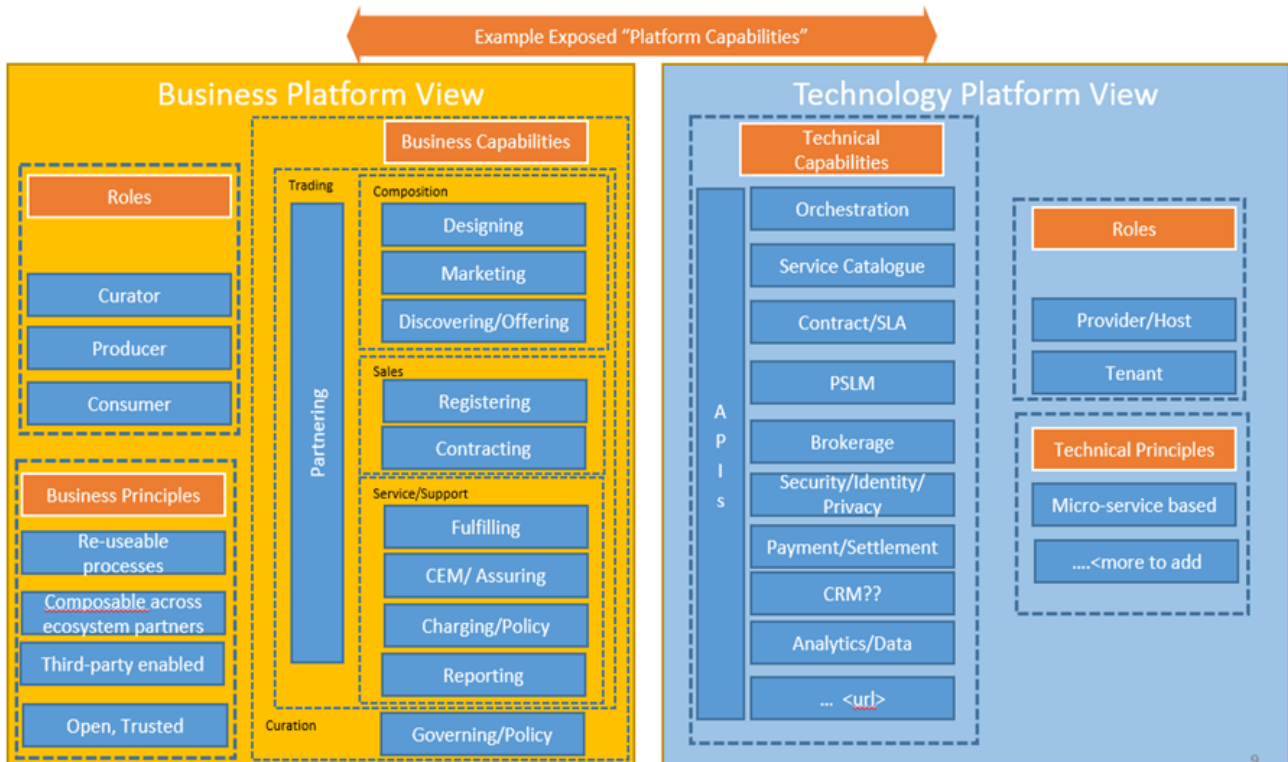 Example Exposed “Platform Capabilities”
Business Platform View
Roles
Curator
Producer
Consumer
Business Principles
Re-useable
processes
Composable across
ecosystem partners
Third-party enabled
Open, Trusted
Business Capabilities
Trading
Partnering
Composition
Designing
Marketing
Discovering/Offering
Sales
Registering
Contracting
Service/Support
Fulfilling
CEM/ Assuring
Charging/Policy
Reporting
Curation
Governing/Policy
Technology Platform View
Technical
Capabilities
APIs
Orchestration
Service Catalogue
Contract/SLA
PSLM
Brokerage
Security/Identity/
Privacy
Payment/Settlement
CRM??
Analytics/Data
... <url>
Roles
Provider/Host
Tenant
Technical Principles
Micro-service based
....<more to add
9